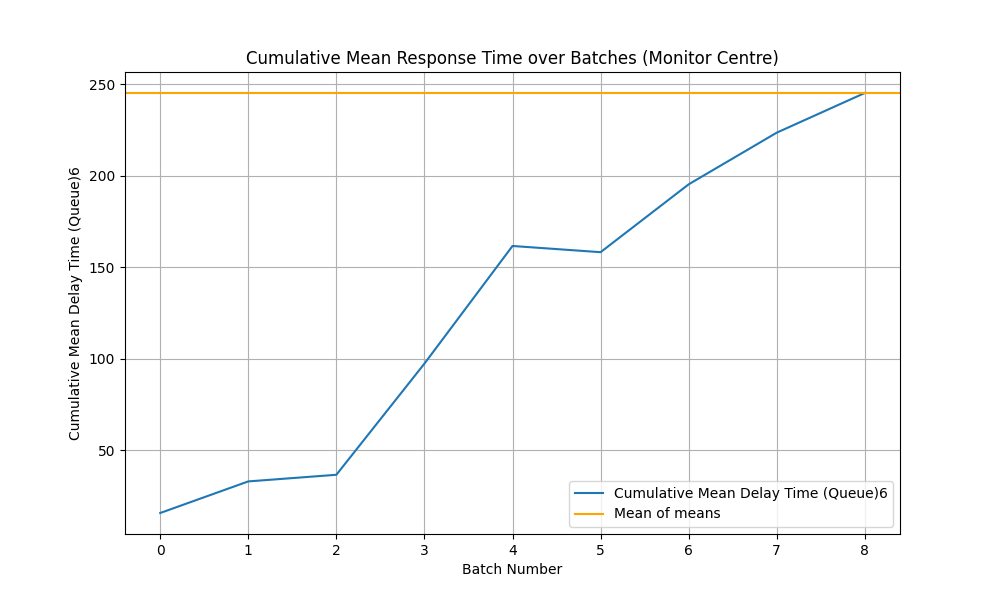 Cumulative Mean Response Time over Batches (Monitor Centre)
Cumulative Mean Delay Time (Queue)6
250
200
150
100
50
0 1 2 3 4 5 6 7 8
Batch Number
Cumulative Mean Delay Time (Queue)6
Mean of means